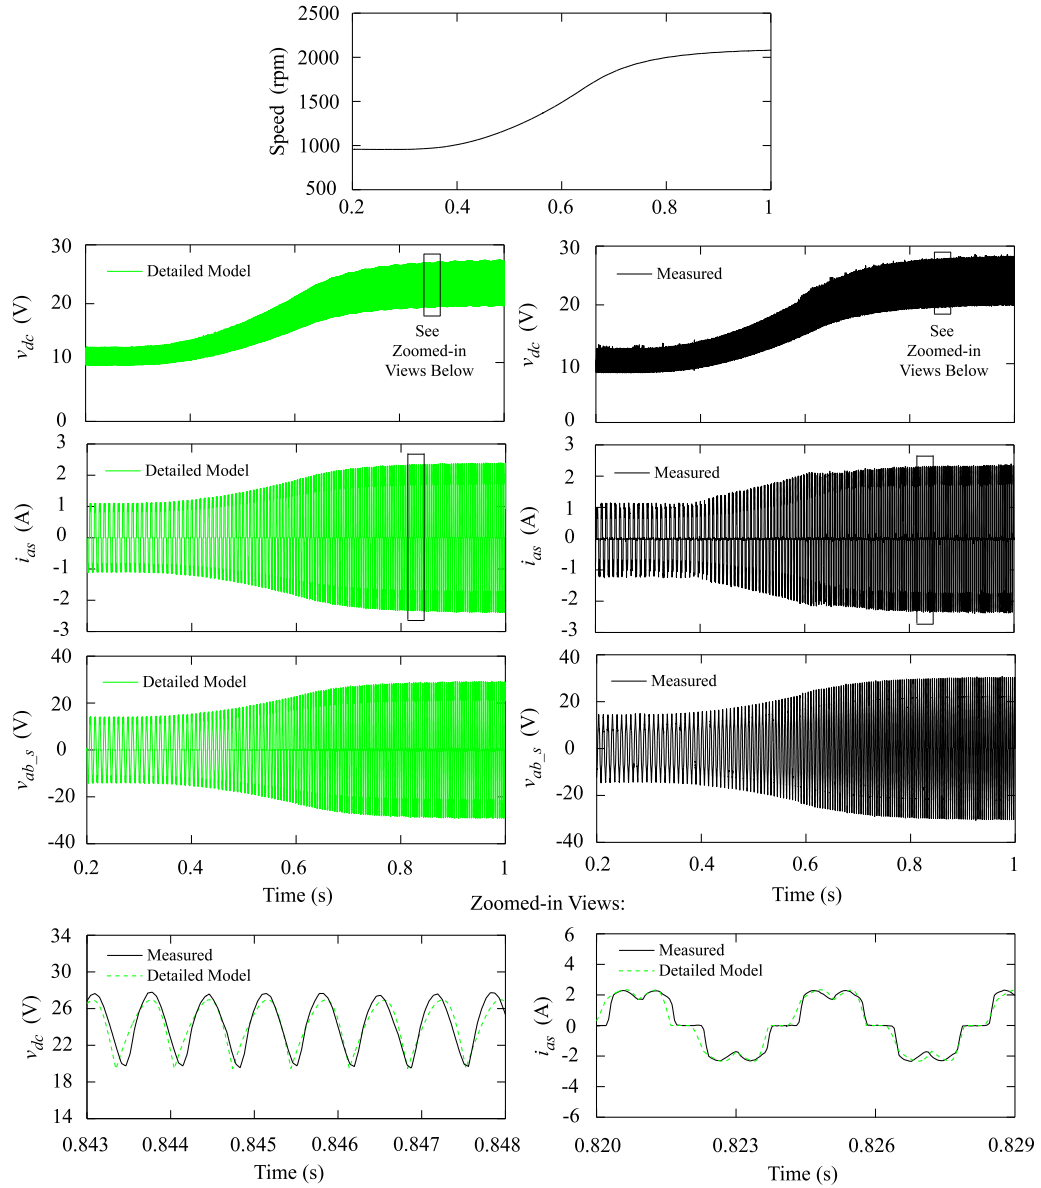 2500
2000
1500
1000
500
Speed (rpm)
0.2 0.4 0.6 0.8 1
30
20
10
0
v_dc (V)
Detailed Model
See
Zoomed-in
Views Below
30
20
10
0
v_dc (V)
Measured
See
Zoomed-in
Views Below
3
2
1
0
-1
-2
-3
i_as (A)
Detailed Model
3
2
1
0
-1
-2
-3
i_as (A)
Measured
40
20
0
-20
-40
v_ab_s (V)
Detailed Model
0.2 0.4 0.6 0.8 1
Time (s)
40
20
0
-20
-40
v_ab_s (V)
Measured
0.2 0.4 0.6 0.8 1
Time (s)
Zoomed-in Views:
34
30
26
22
19
14
v_dc (V)
Measured
Detailed Model
0.843 0.844 0.845 0.846 0.847 0.848
Time (s)
6
4
2
0
-2
-4
-6
i_as (A)
Measured
Detailed Model
0.820 0.823 0.826 0.829
Time (s)